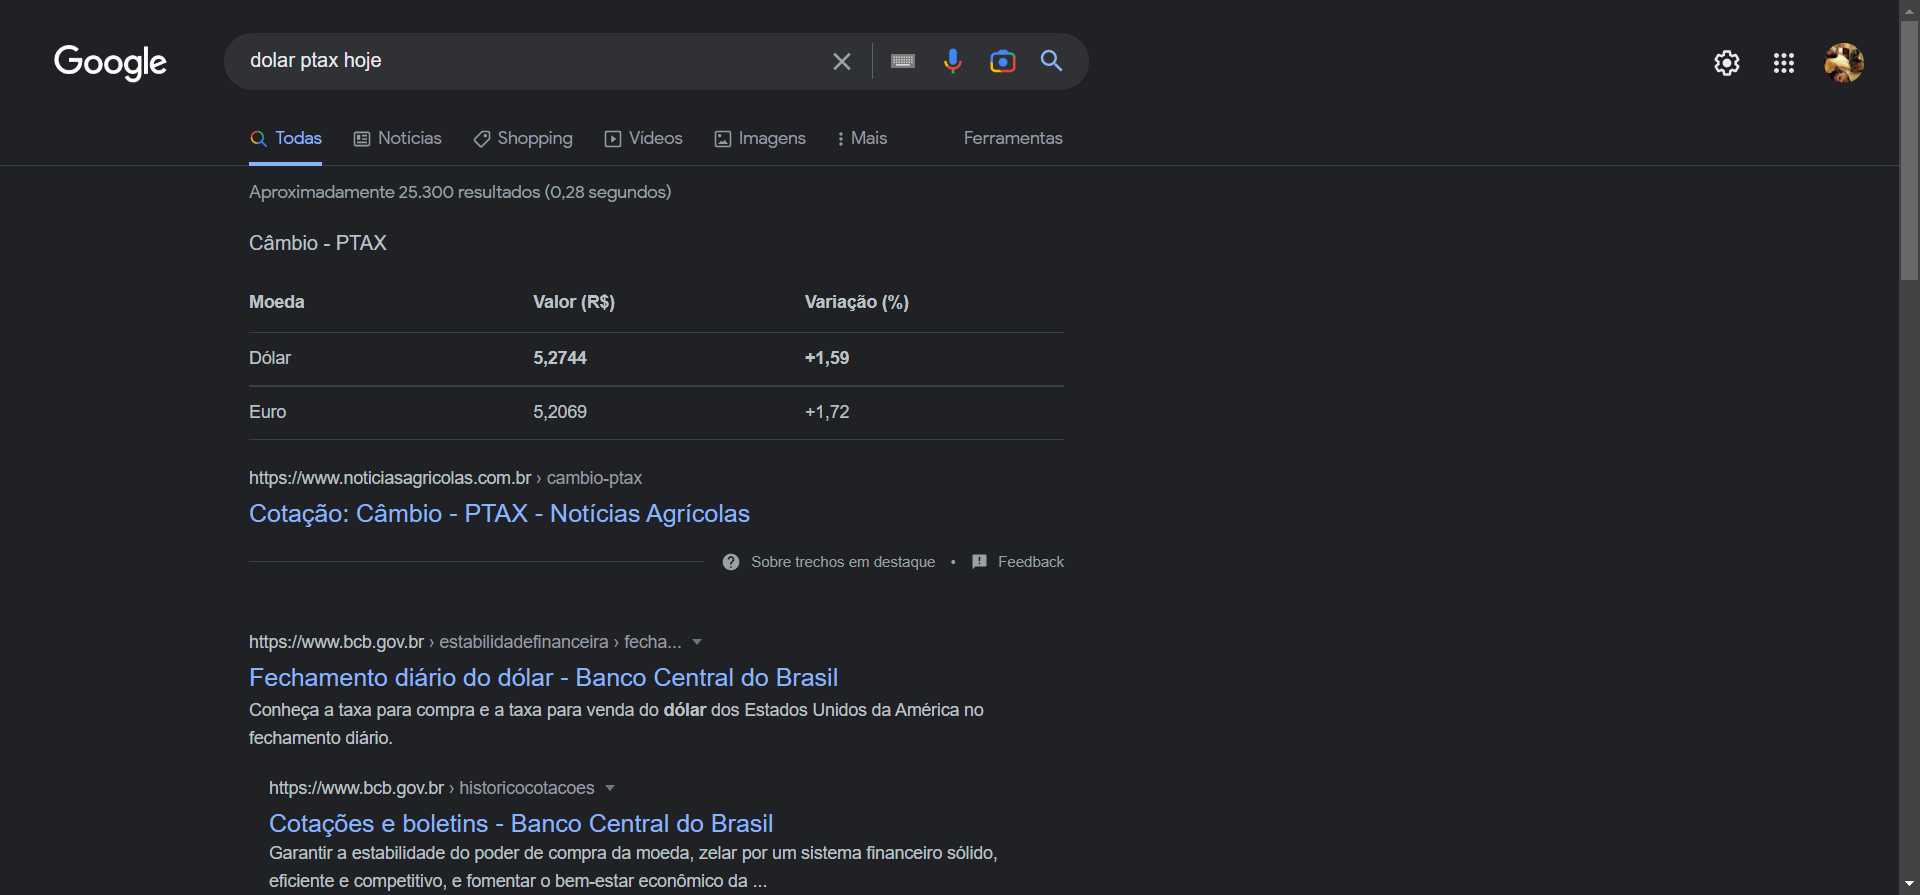 Google
dolar ptax hoje
Todas Notícias Shopping Vídeos Imagens Mais Ferramentas
Aproximadamente 25.300 resultados (0,28 segundos)
Câmbio - PTAX
Moeda Valor (R$) Variação (%)
Dólar 5,2744 +1,59
Euro 5,2069 +1,72
https://www.noticiasagricolas.com.br › cambio-ptax
Cotação: Câmbio - PTAX - Notícias Agrícolas
Sobre trechos em destaque • Feedback
https://www.bcb.gov.br › estabilidadefinanceira › fecha...
Fechamento diário do dólar - Banco Central do Brasil
Conheça a taxa para compra e a taxa para venda do dólar dos Estados Unidos da América no
fechamento diário.
https://www.bcb.gov.br › historicocotacoes
Cotações e boletins - Banco Central do Brasil
Garantir a estabilidade do poder de compra da moeda, zelar por um sistema financeiro sólido,
eficiente e competitivo, e fomentar o bem-estar econômico da ...